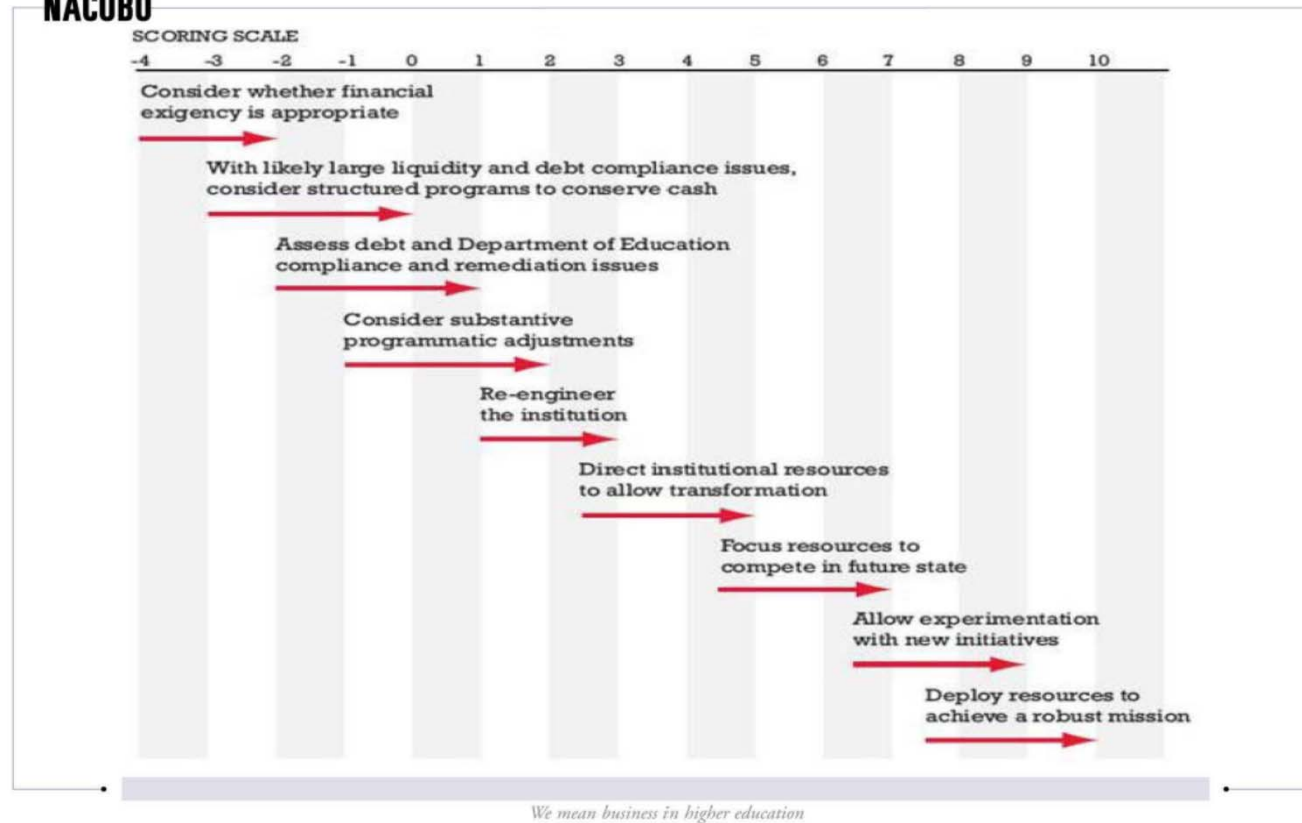 NACUBO
SCORING SCALE
-4 -3 -2 -1 0 1 2 3 4 5 6 7 8 9 10
Consider whether financial
exigency is appropriate
With likely large liquidity and debt compliance issues,
consider structured programs to conserve cash
Assess debt and Department of Education
compliance and remediation issues
Consider substantive
programmatic adjustments
Re-engineer
the institution
Direct institutional resources
to allow transformation
Focus resources to
compete in future state
Allow experimentation
with new initiatives
Deploy resources to
achieve a robust mission
We mean business in higher education